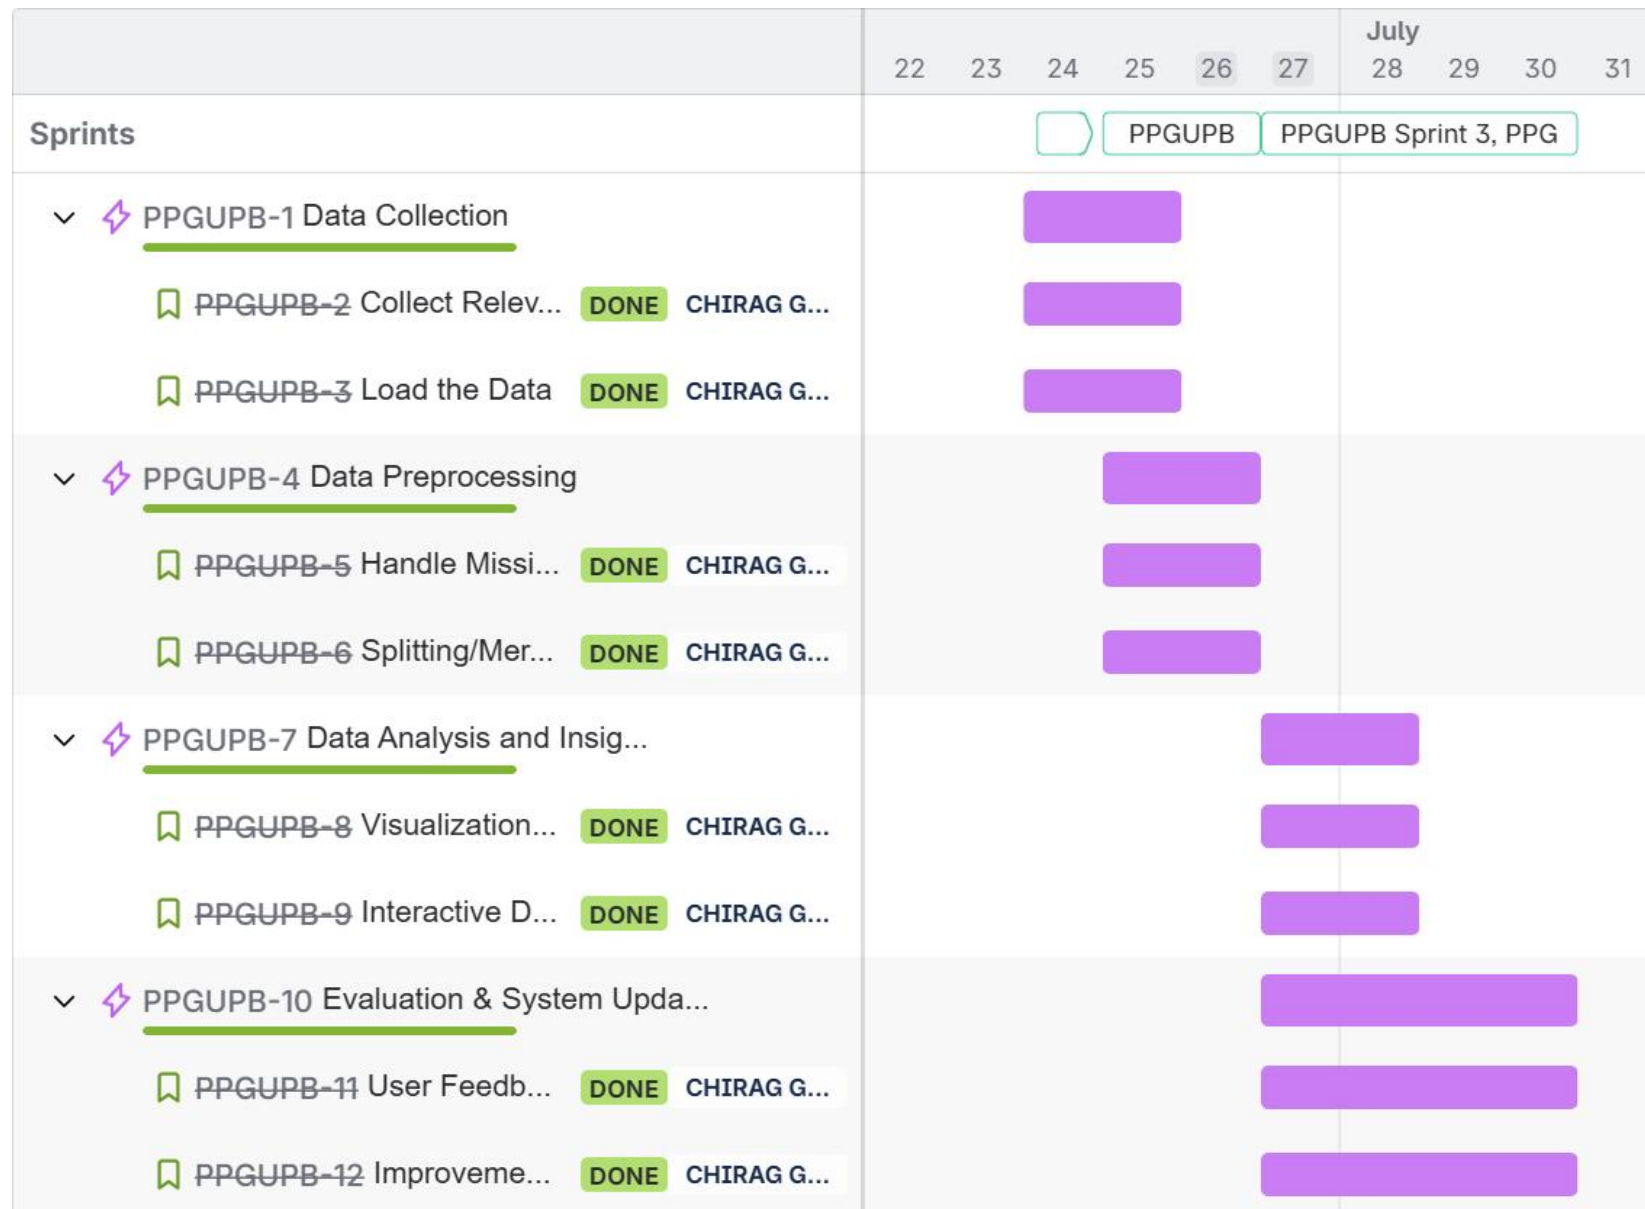 July
22 23 24 25 26 27 28 29 30 31
Sprints PPGUPB PPGUPB Sprint 3, PPG
PPGUPB-1 Data Collection
PPGUPB-2 Collect Relev... DONE CHIRAG G...
PPGUPB-3 Load the Data DONE CHIRAG G...
PPGUPB-4 Data Preprocessing
PPGUPB-5 Handle Missi... DONE CHIRAG G...
PPGUPB-6 Splitting/Mer... DONE CHIRAG G...
PPGUPB-7 Data Analysis and Insig...
PPGUPB-8 Visualization... DONE CHIRAG G...
PPGUPB-9 Interactive D... DONE CHIRAG G...
PPGUPB-10 Evaluation & System Upda...
PPGUPB-11 User Feedb... DONE CHIRAG G...
PPGUPB-12 Improveme... DONE CHIRAG G...